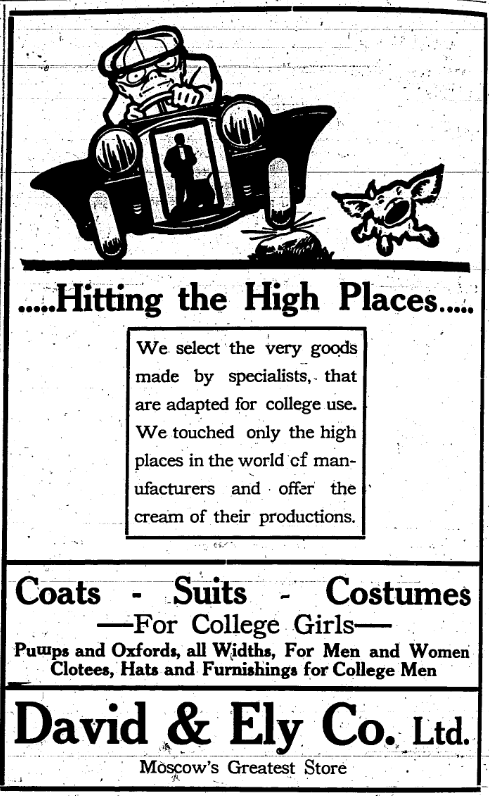 .....Hitting the High Places.....
We select the very goods
made by specialists, that
are adapted for college use.
We touched only the high
places in the world cf man-
ufacturers and offer the
cream of their productions.
Coats - Suits - Costumes
—For College Girls—
Pumps and Oxfords, all Widths, For Men and Women
Clotees, Hats and Furnishings for College Men
David & Ely Co. Ltd.
Moscow's Greatest Store